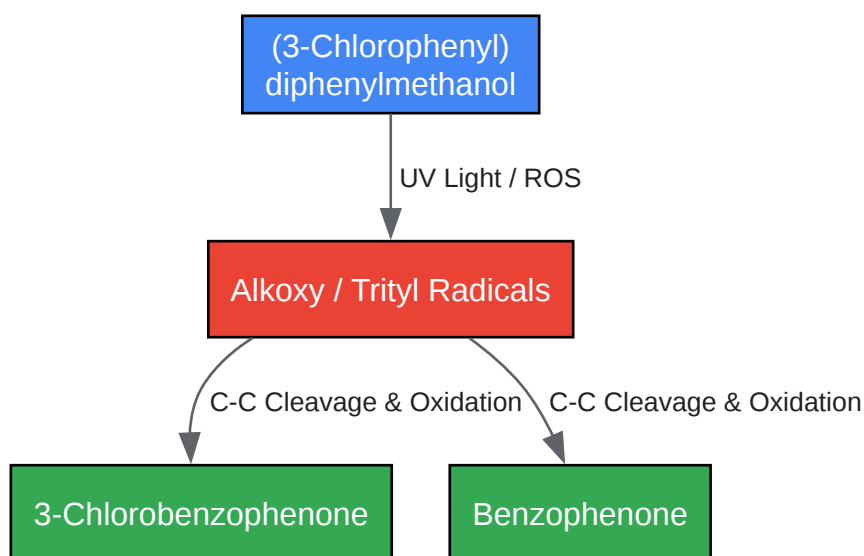 (3-Chlorophenyl)
diphenylmethanol
UV Light / ROS
Alkoxy / Trityl Radicals
C-C Cleavage & Oxidation
C-C Cleavage & Oxidation
3-Chlorobenzophenone
Benzophenone